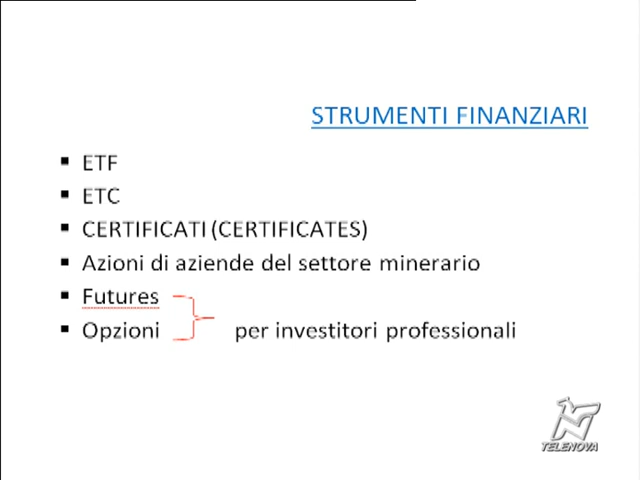 STRUMENTI FINANZIARI
▪ ETF
▪ ETC
▪ CERTIFICATI (CERTIFICATES)
▪ Azioni di aziende del settore minerario
▪ Futures
▪ Opzioni per investitori professionali
TELENOVA